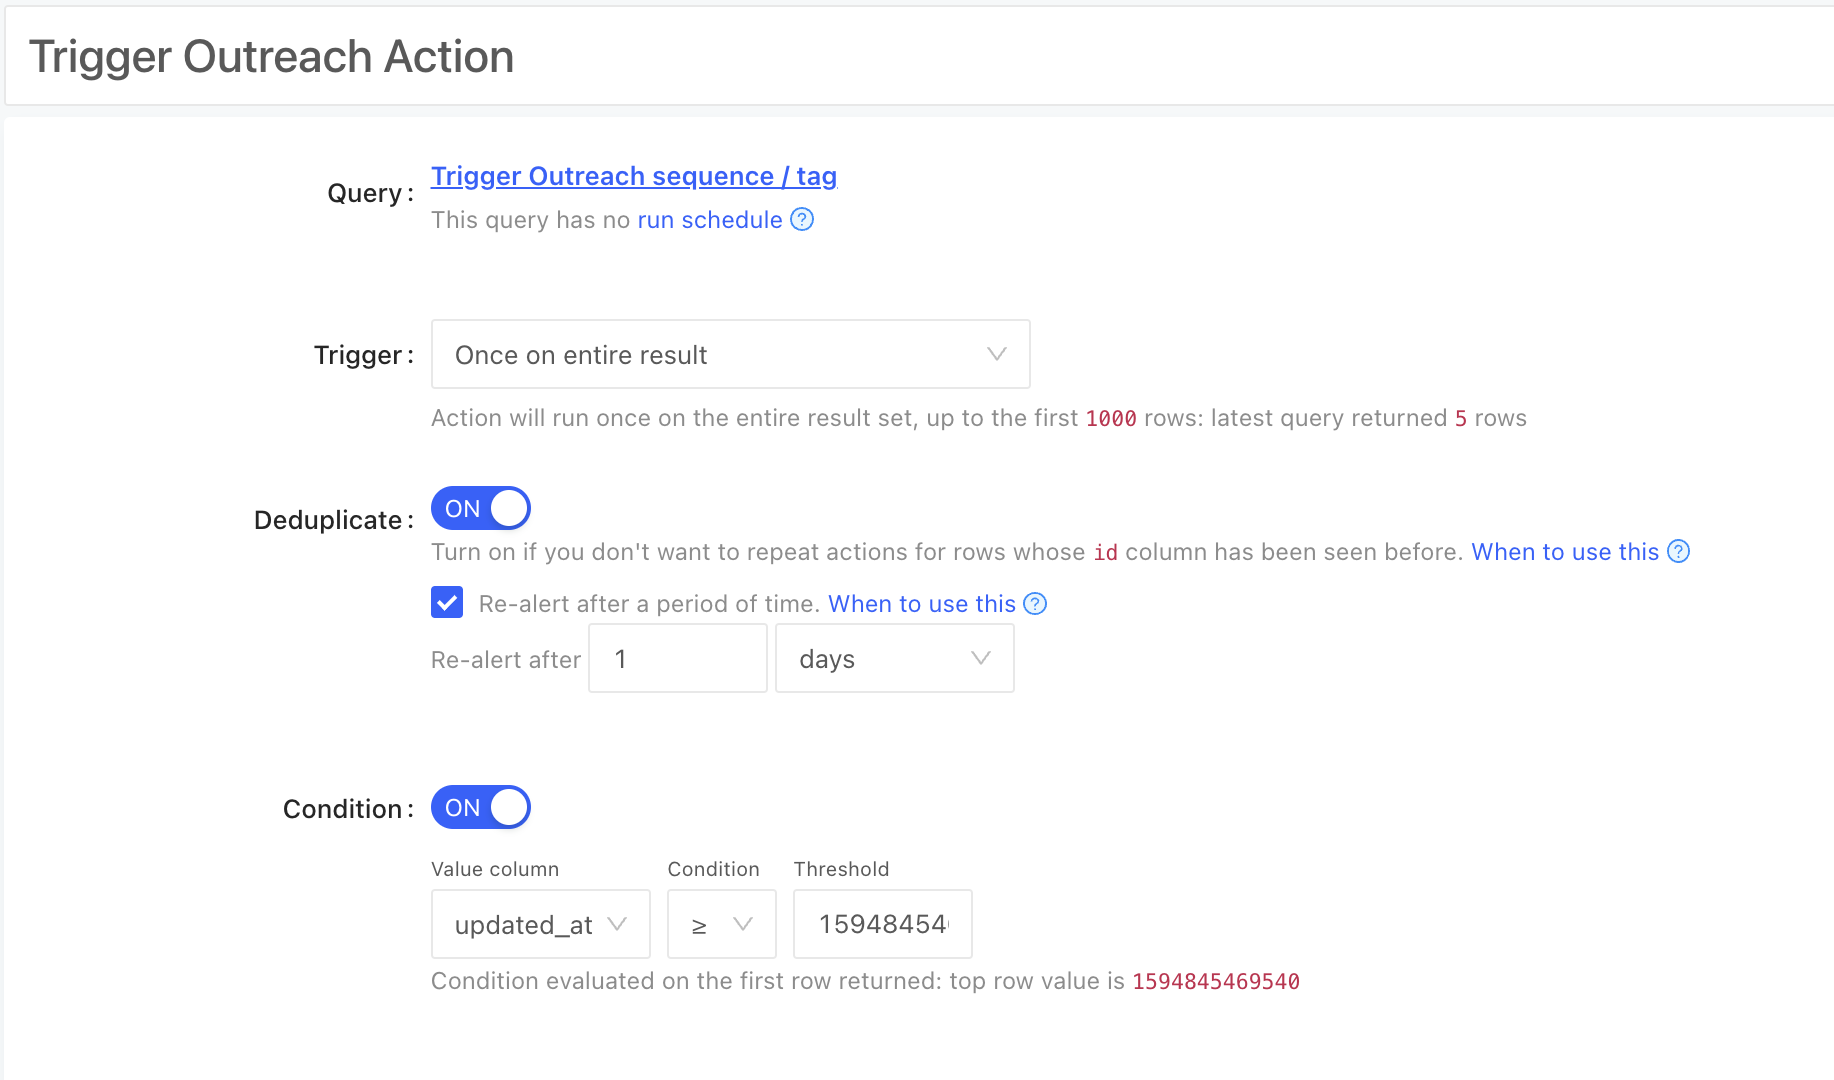 Trigger Outreach Action
Query :
Trigger Outreach sequence / tag
This query has no run schedule ?
Trigger :
Once on entire result
Action will run once on the entire result set, up to the first 1000 rows: latest query returned 5 rows
Deduplicate :
ON
Turn on if you don't want to repeat actions for rows whose id column has been seen before. When to use this ?
Re-alert after a period of time. When to use this ?
Re-alert after 1 days
Condition :
ON
Value column Condition Threshold
updated_at ≥ 15948454
Condition evaluated on the first row returned: top row value is 1594845469540